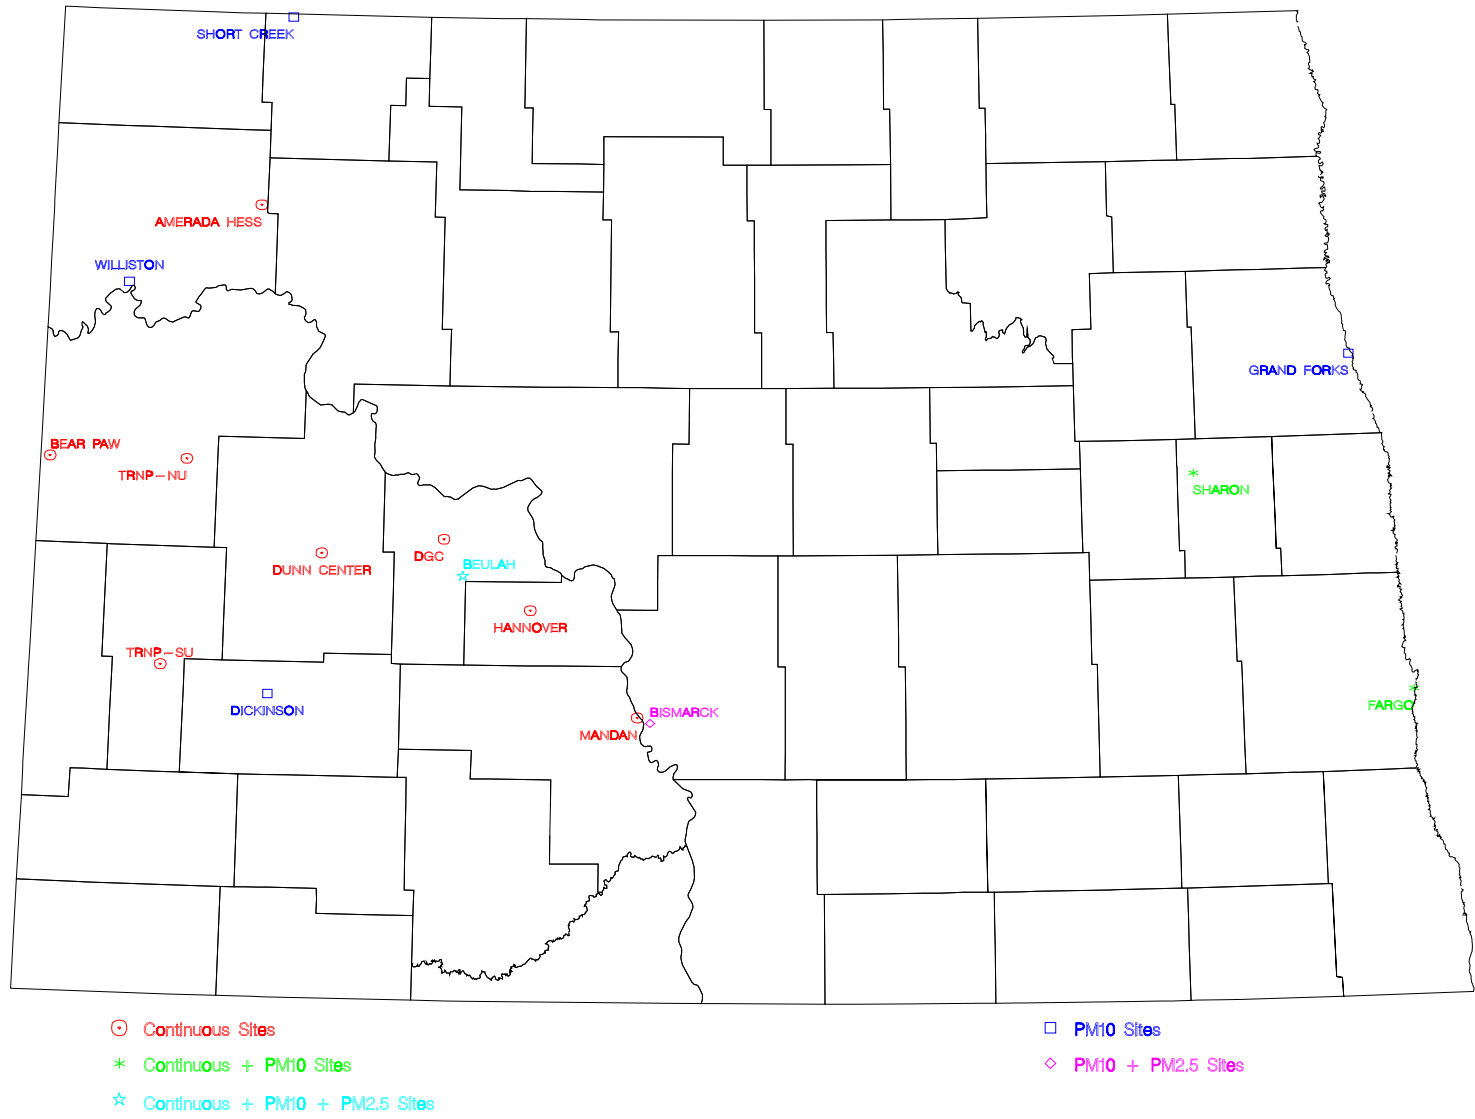 SHORT CREEK
AMERADA HESS
WILLISTON
GRAND FORKS
BEAR PAW
TRNP-NU
SHARON
DGC
BEULAH
DUNN CENTER
HANNOVER
TRNP-SU
DICKINSON
BISMARCK
MANDAN
FARGO
Continuous Sites
PM10 Sites
Continuous + PM10 Sites
PM10 + PM2.5 Sites
Continuous + PM10 + PM2.5 Sites